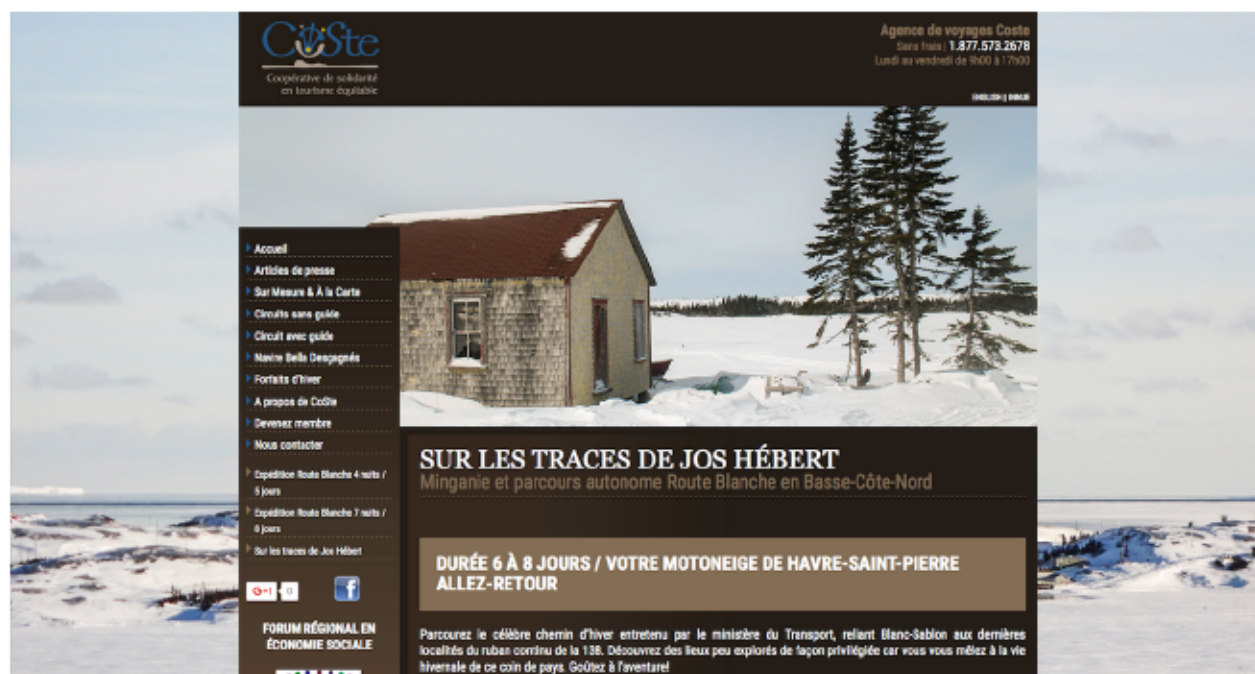 CoSte
Coopérative de solidarité
en tourisme équitable
Agence de voyages Coste
Sans frais | 1.877.573.2678
Lundi au vendredi de 9h00 à 17h00
ENGLISH || INNUE
Accueil
Articles de presse
Sur Mesure & À la Carte
Circuits sans guide
Circuit avec guide
Navire Bella Desgagnés
Forfaits d'hiver
A propos de CoSte
Devenez membre
Nous contacter
Expédition Route Blanche 4 nuits /
5 jours
Expédition Route Blanche 7 nuits /
8 jours
Sur les traces de Jos Hébert
G+1 0
f
FORUM RÉGIONAL EN
ÉCONOMIE SOCIALE
SUR LES TRACES DE JOS HÉBERT
Minganie et parcours autonome Route Blanche en Basse-Côte-Nord
DURÉE 6 À 8 JOURS / VOTRE MOTONEIGE DE HAVRE-SAINT-PIERRE
ALLEZ-RETOUR
Parcourez le célèbre chemin d'hiver entretenu par le ministère du Transport, reliant Blanc-Sablon aux dernières
localités du ruban continu de la 138. Découvrez des lieux peu explorés de façon privilégiée car vous vous mêlez à la vie
hivernale de ce coin de pays. Goûtez à l'aventure!